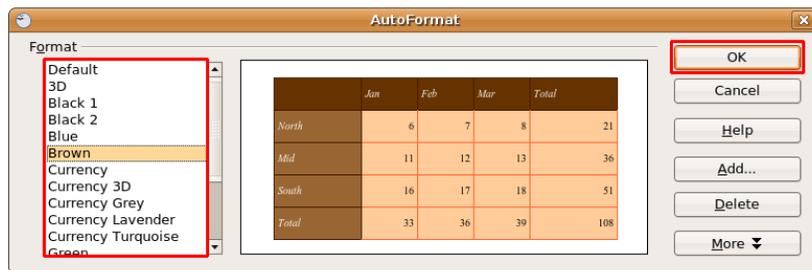 AutoFormat
Format
Default
3D
Black 1
Black 2
Blue
Brown
Currency
Currency 3D
Currency Grey
Currency Lavender
Currency Turquoise
Green
Jan Feb Mar Total
North 6 7 8 21
Mid 11 12 13 36
South 16 17 18 51
Total 33 36 39 108
OK
Cancel
Help
Add...
Delete
More